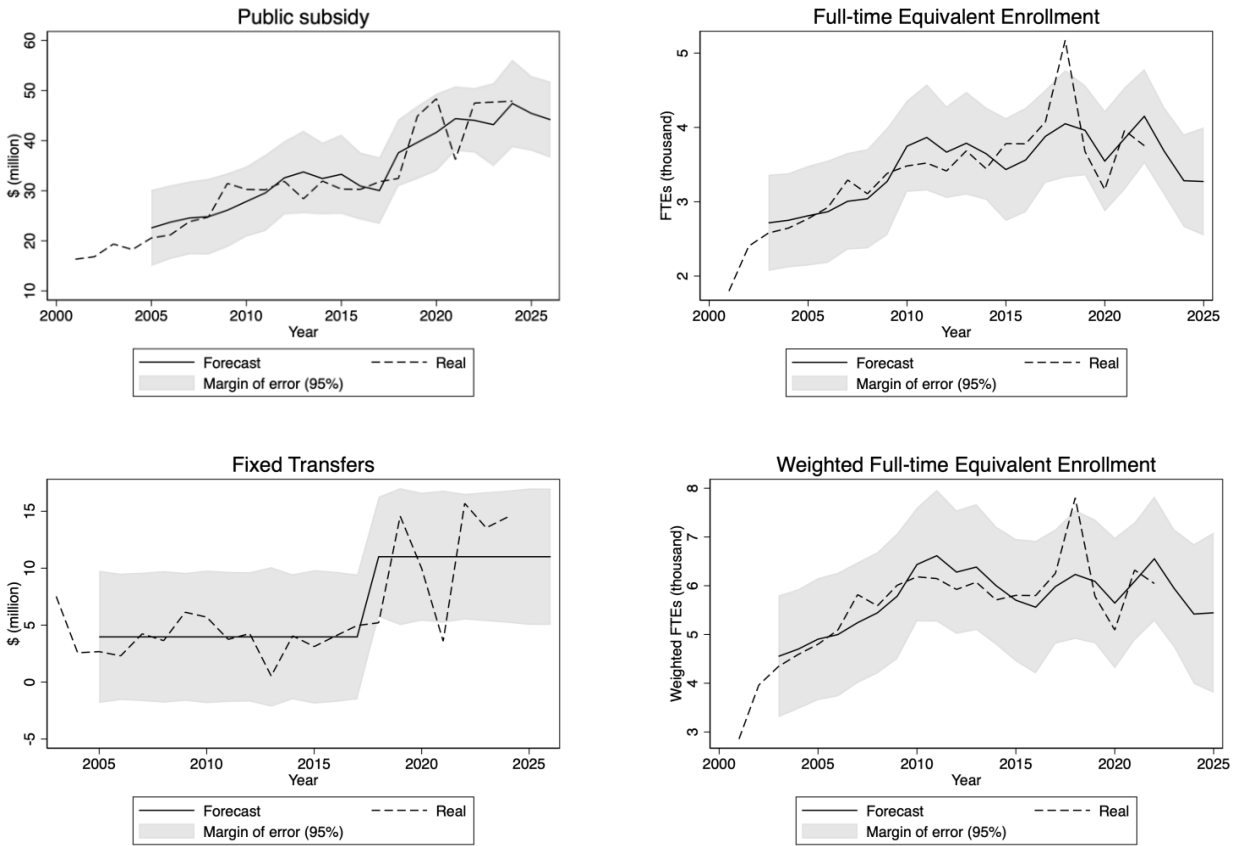 Public subsidy
60
50
40
30
20
10
$ (million)
2000 2005 2010 2015 2020 2025
Year
Forecast Real
Margin of error (95%)
Full-time Equivalent Enrollment
5
4
3
2
FTEs (thousand)
2000 2005 2010 2015 2020 2025
Year
Forecast Real
Margin of error (95%)
Fixed Transfers
15
10
5
0
-5
$ (million)
2005 2010 2015 2020 2025
Year
Forecast Real
Margin of error (95%)
Weighted Full-time Equivalent Enrollment
8
7
6
5
4
3
Weighted FTEs (thousand)
2000 2005 2010 2015 2020 2025
Year
Forecast Real
Margin of error (95%)